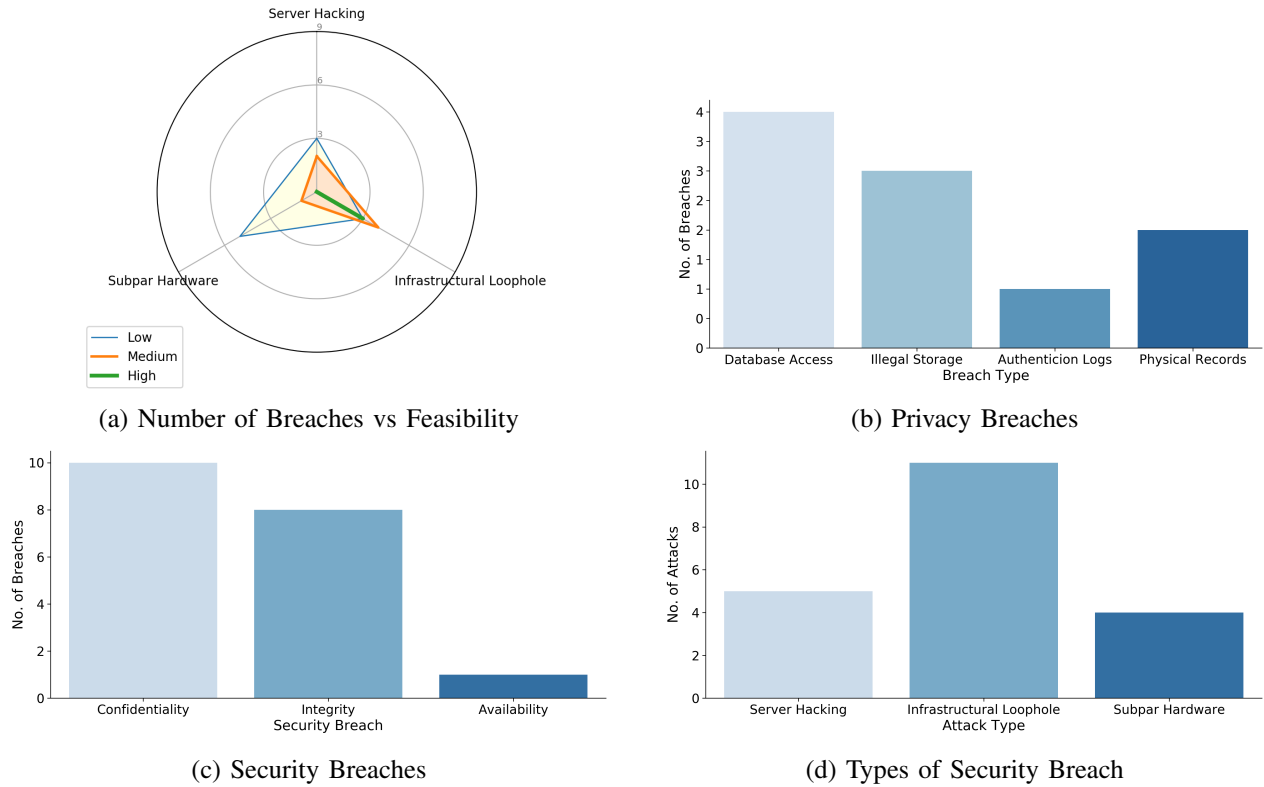 Server Hacking
9
6
3
Subpar Hardware
Infrastructural Loophole
Low
Medium
High
(a) Number of Breaches vs Feasibility
No. of Breaches
4
3
3
2
2
1
1
0
0
Database Access Illegal Storage Authenticion Logs Physical Records
Breach Type
(b) Privacy Breaches
No. of Breaches
10
8
6
4
2
0
Confidentiality Integrity Availability
Security Breach
(c) Security Breaches
No. of Attacks
10
8
6
4
2
0
Server Hacking Infrastructural Loophole Subpar Hardware
Attack Type
(d) Types of Security Breach